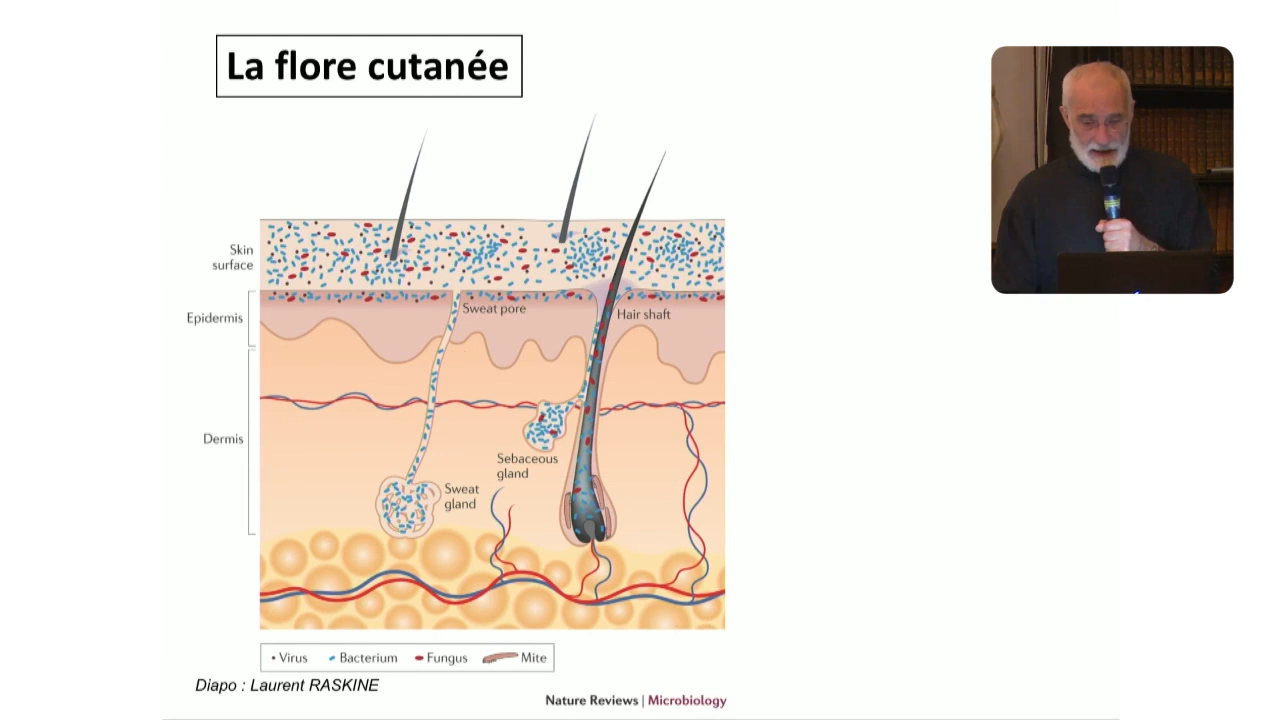 La flore cutanée
Skin
surface
Sweat pore
Hair shaft
Epidermis
Dermis
Sebaceous
gland
Sweat
gland
Virus
Bacterium
Fungus
Mite
Diapo : Laurent RASKINE
Nature Reviews | Microbiology